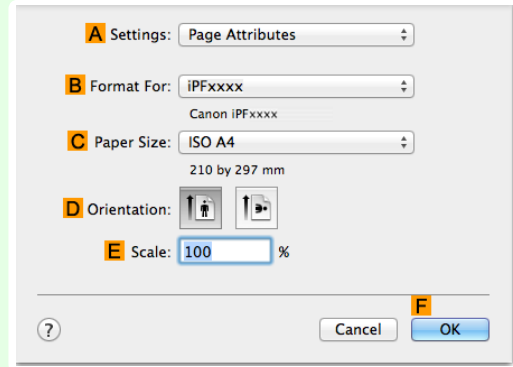 A Settings: Page Attributes
B Format For: iPFxxxx
Canon iPFxxxx
C Paper Size: ISO A4
210 by 297 mm
D Orientation:
E Scale: 100 %
F
? Cancel OK